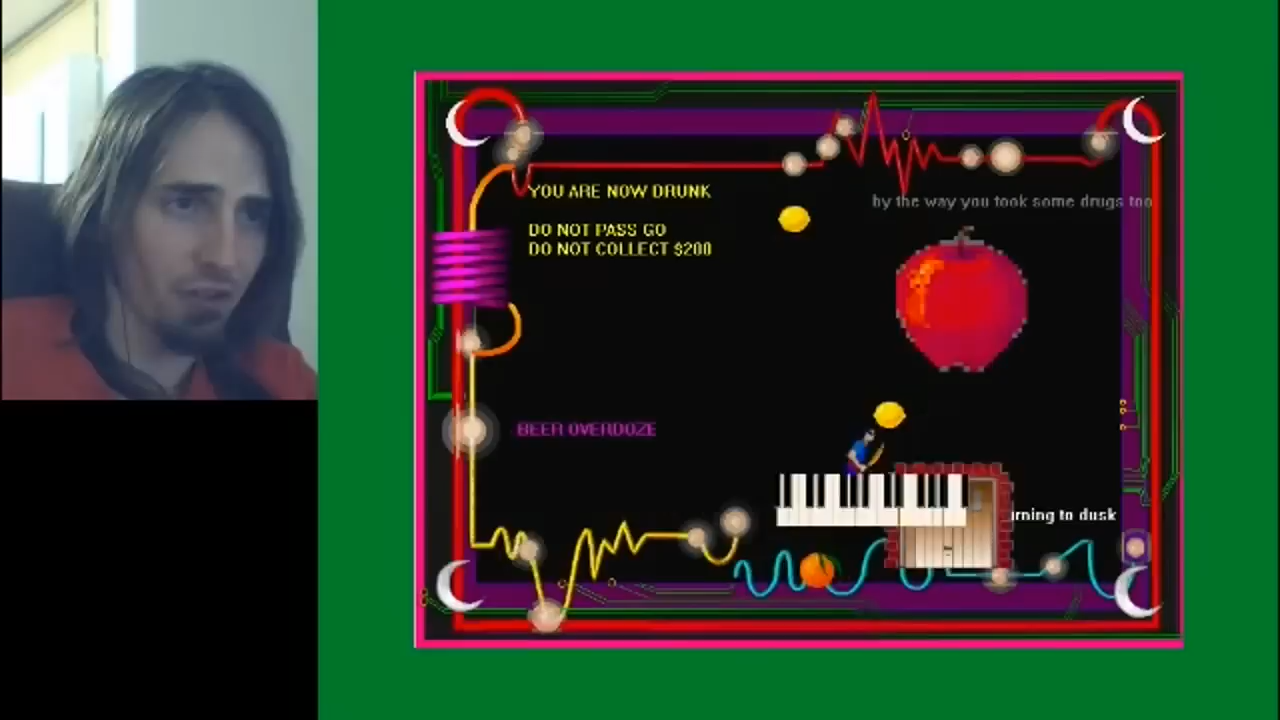 YOU ARE NOW DRUNK
by the way you took some drugs too
DO NOT PASS GO
DO NOT COLLECT $200
BEER OVERDOZE
to dusk